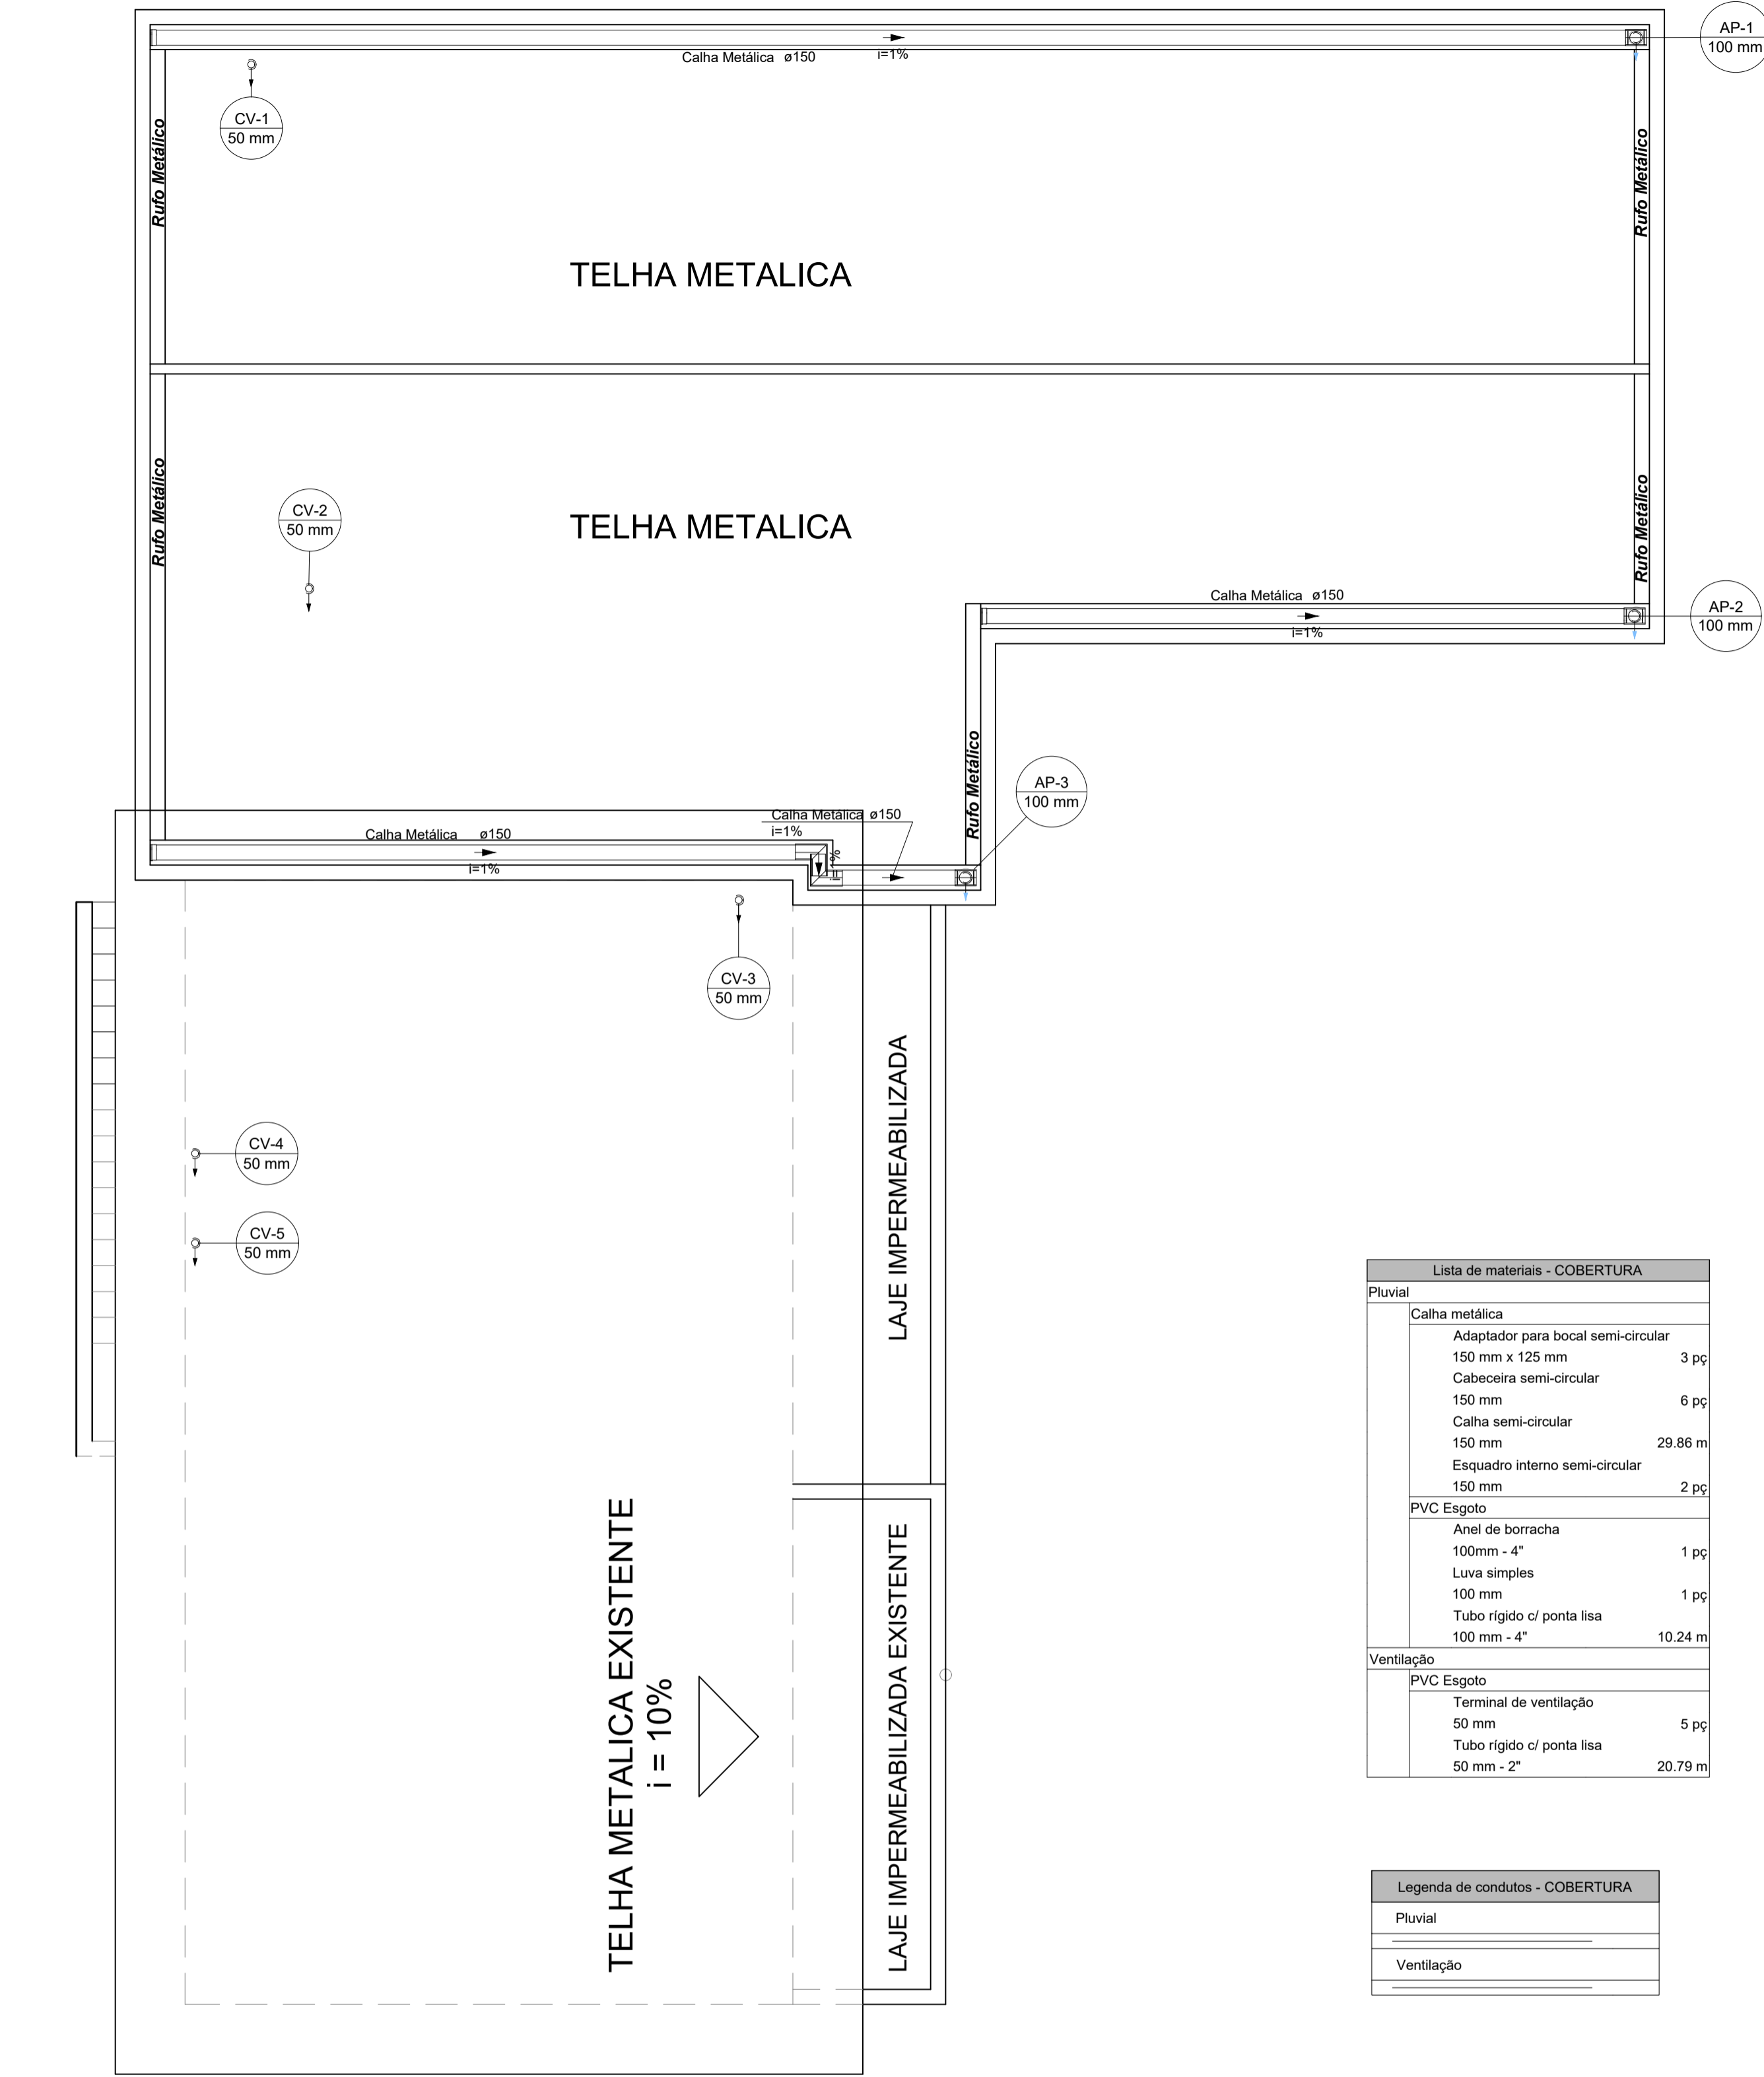 AP-1
100 mm
Calha Metálica ø150
i=1%
CV-1
50 mm
Rufo Metálico
Rufo Metálico
TELHA METALICA
Rufo Metálico
CV-2
50 mm
TELHA METALICA
Rufo Metálico
Calha Metálica ø150
i=1%
AP-2
100 mm
Rufo Metálico
AP-3
100 mm
Calha Metálica ø150
i=1%
Calha Metálica ø150
i=1%
i=1%
CV-3
50 mm
LAJE IMPERMEABILIZADA
CV-4
50 mm
CV-5
50 mm
TELHA METALICA EXISTENTE
i = 10%
LAJE IMPERMEABILIZADA EXISTENTE
Lista de materiais - COBERTURA
Pluvial
Calha metálica
Adaptador para bocal semi-circular
150 mm x 125 mm 3 pç
Cabeceira semi-circular
150 mm 6 pç
Calha semi-circular
150 mm 29.86 m
Esquadro interno semi-circular
150 mm 2 pç
PVC Esgoto
Anel de borracha
100mm - 4" 1 pç
Luva simples
100 mm 1 pç
Tubo rígido c/ ponta lisa
100 mm - 4" 10.24 m
Ventilação
PVC Esgoto
Terminal de ventilação
50 mm 5 pç
Tubo rígido c/ ponta lisa
50 mm - 2" 20.79 m
Legenda de condutos - COBERTURA
Pluvial
Ventilação